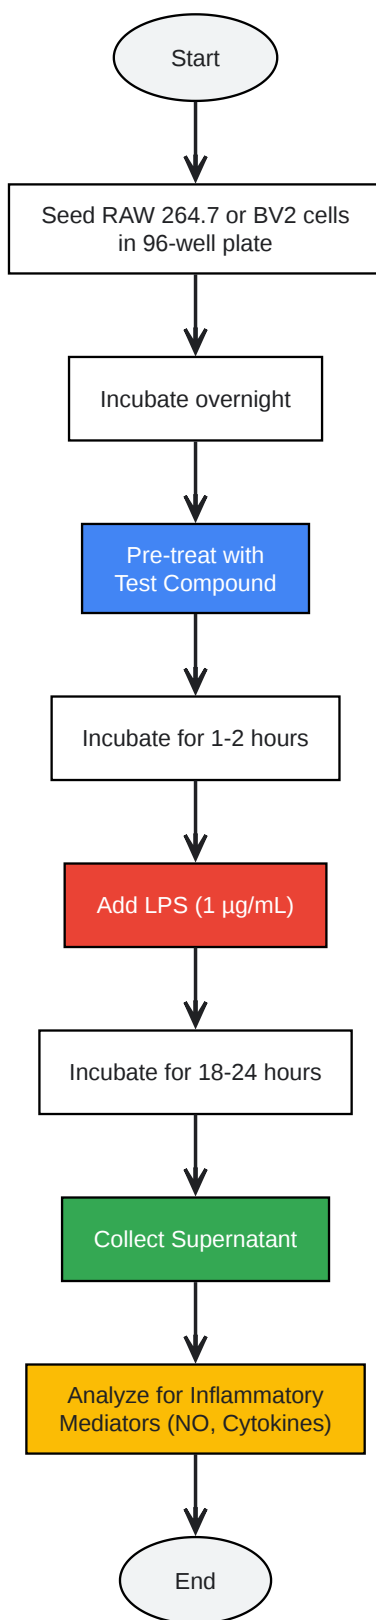 Start
Seed RAW 264.7 or BV2 cells
in 96-well plate
Incubate overnight
Pre-treat with
Test Compound
Incubate for 1-2 hours
Add LPS (1 µg/mL)
Incubate for 18-24 hours
Collect Supernatant
Analyze for Inflammatory
Mediators (NO, Cytokines)
End